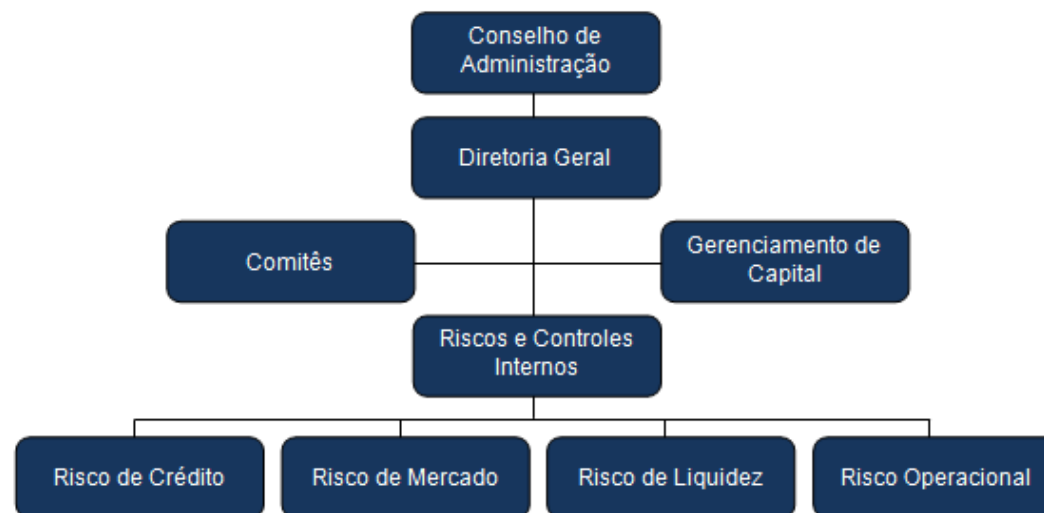 Conselho de
Administração
Diretoria Geral
Comitês
Gerenciamento de
Capital
Riscos e Controles
Internos
Risco de Crédito
Risco de Mercado
Risco de Liquidez
Risco Operacional